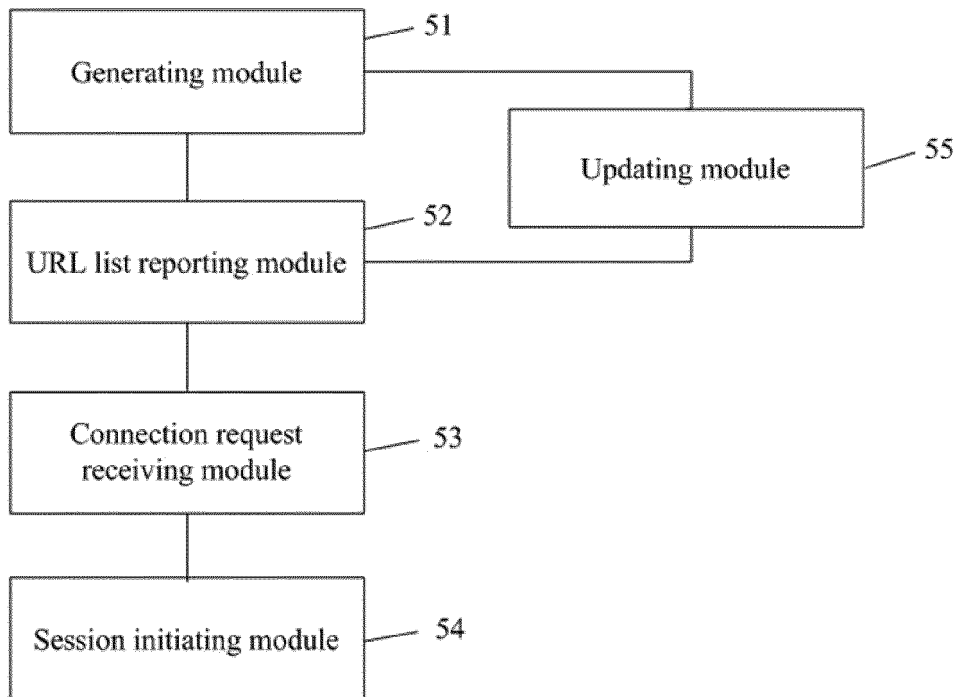 51
Generating module
55
Updating module
52
URL list reporting module
53
Connection request
receiving module
54
Session initiating module